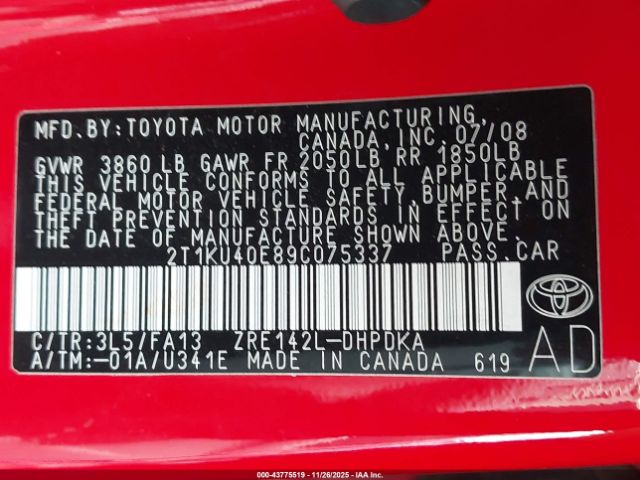 MFD. BY: TOYOTA MOTOR MANUFACTURING,
CANADA, INC. 07/08
GVWR 3860 LB GAWR FR 2050LB RR 1850LB
THIS VEHICLE CONFORMS TO ALL APPLICABLE
FEDERAL MOTOR VEHICLE SAFETY, BUMPER, AND
THEFT PREVENTION STANDARDS IN EFFECT ON
THE DATE OF MANUFACTURE SHOWN ABOVE.
2T1KU40E89C075337 PASS. CAR
C/TR: 3L5/FA13 ZRE142L-DHPDKA
A/TM: -01A/U341E MADE IN CANADA 619
AD
000-43775519 - 11/26/2025 - IAA Inc.